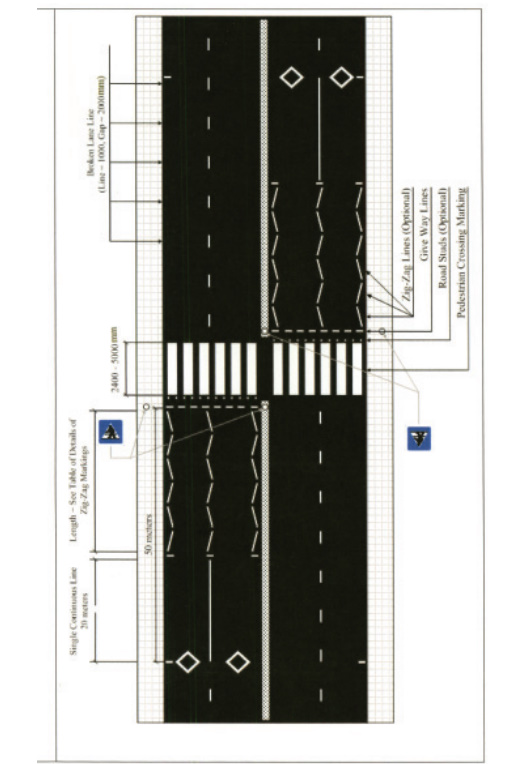 Broken Lane Line
(Line - 1000, Gap - 2000mm)
2400 - 5000mm
Length - See Table of Details of
Zig-Zag Markings
Single Continuous Line
20 meters
50 meters
Zig-Zag Lines (Optional)
Give Way Lines
Road Studs (Optional)
Pedestrian Crossing Marking